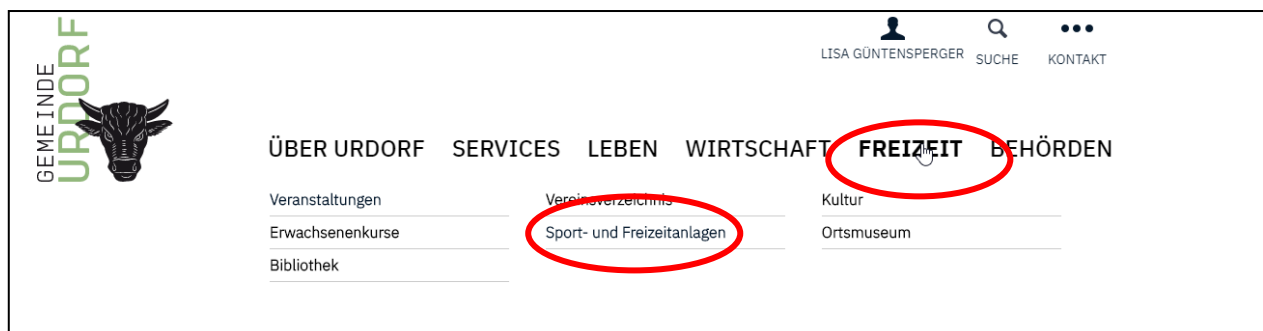 GEMEINDE
URDORF
LISA GÜNTENSPERGER SUCHE KONTAKT
ÜBER URDORF SERVICES LEBEN WIRTSCHAFT FREIZEIT BEHÖRDEN
Veranstaltungen Vereinsverzeichnis Kultur
Erwachsenenkurse Sport- und Freizeitanlagen Ortsmuseum
Bibliothek